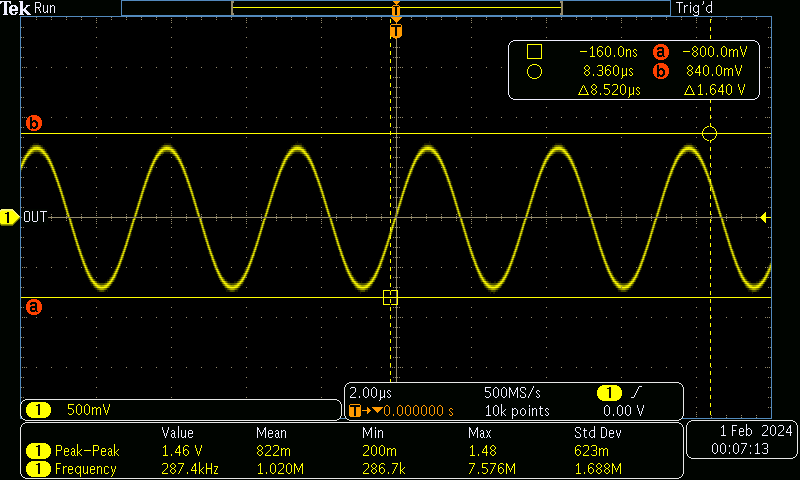 Tek Run Trig'd
T
T
−160.0ns a −800.0mV
8.360µs b 840.0mV
△8.520µs △1.640 V
b
1 OUT
a
1 500mV
2.00µs 500MS/s 1 /
T→▼0.000000 s 10k points 0.00 V
Value Mean Min Max Std Dev
1 Peak−Peak 1.46 V 822m 200m 1.48 623m
1 Frequency 287.4kHz 1.020M 286.7k 7.576M 1.688M
1 Feb 2024
00:07:13